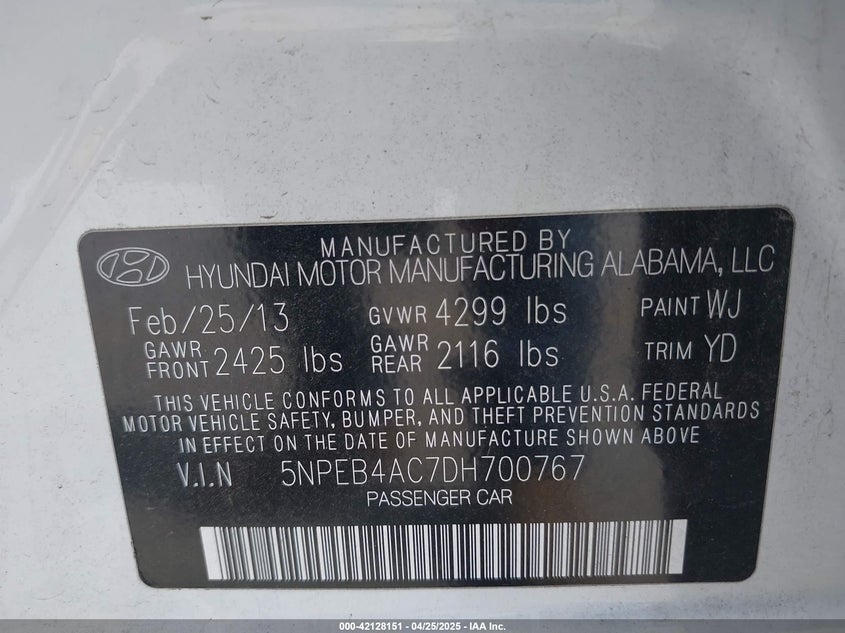 MANUFACTURED BY
HYUNDAI MOTOR MANUFACTURING ALABAMA, LLC
Feb/25/13 GVWR 4299 lbs PAINT WJ
GAWR FRONT 2425 lbs GAWR REAR 2116 lbs TRIM YD
THIS VEHICLE CONFORMS TO ALL APPLICABLE U.S.A. FEDERAL
MOTOR VEHICLE SAFETY, BUMPER, AND THEFT PREVENTION STANDARDS
IN EFFECT ON THE DATE OF MANUFACTURE SHOWN ABOVE
V.I.N 5NPEB4AC7DH700767
PASSENGER CAR
000-42128151 - 04/25/2025 - IAA Inc.